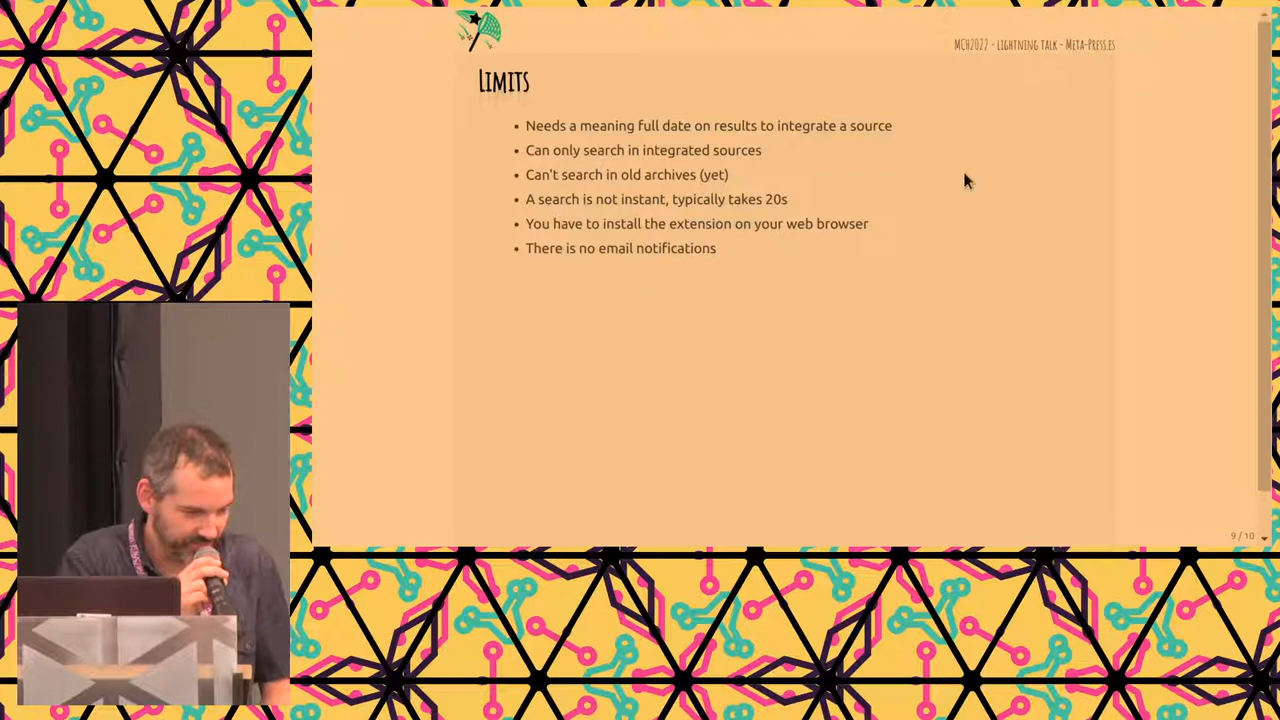 MCH2022 - lightning talk - Meta-Press.es
Limits
Needs a meaning full date on results to integrate a source
Can only search in integrated sources
Can't search in old archives (yet)
A search is not instant, typically takes 20s
You have to install the extension on your web browser
There is no email notifications
9 / 10